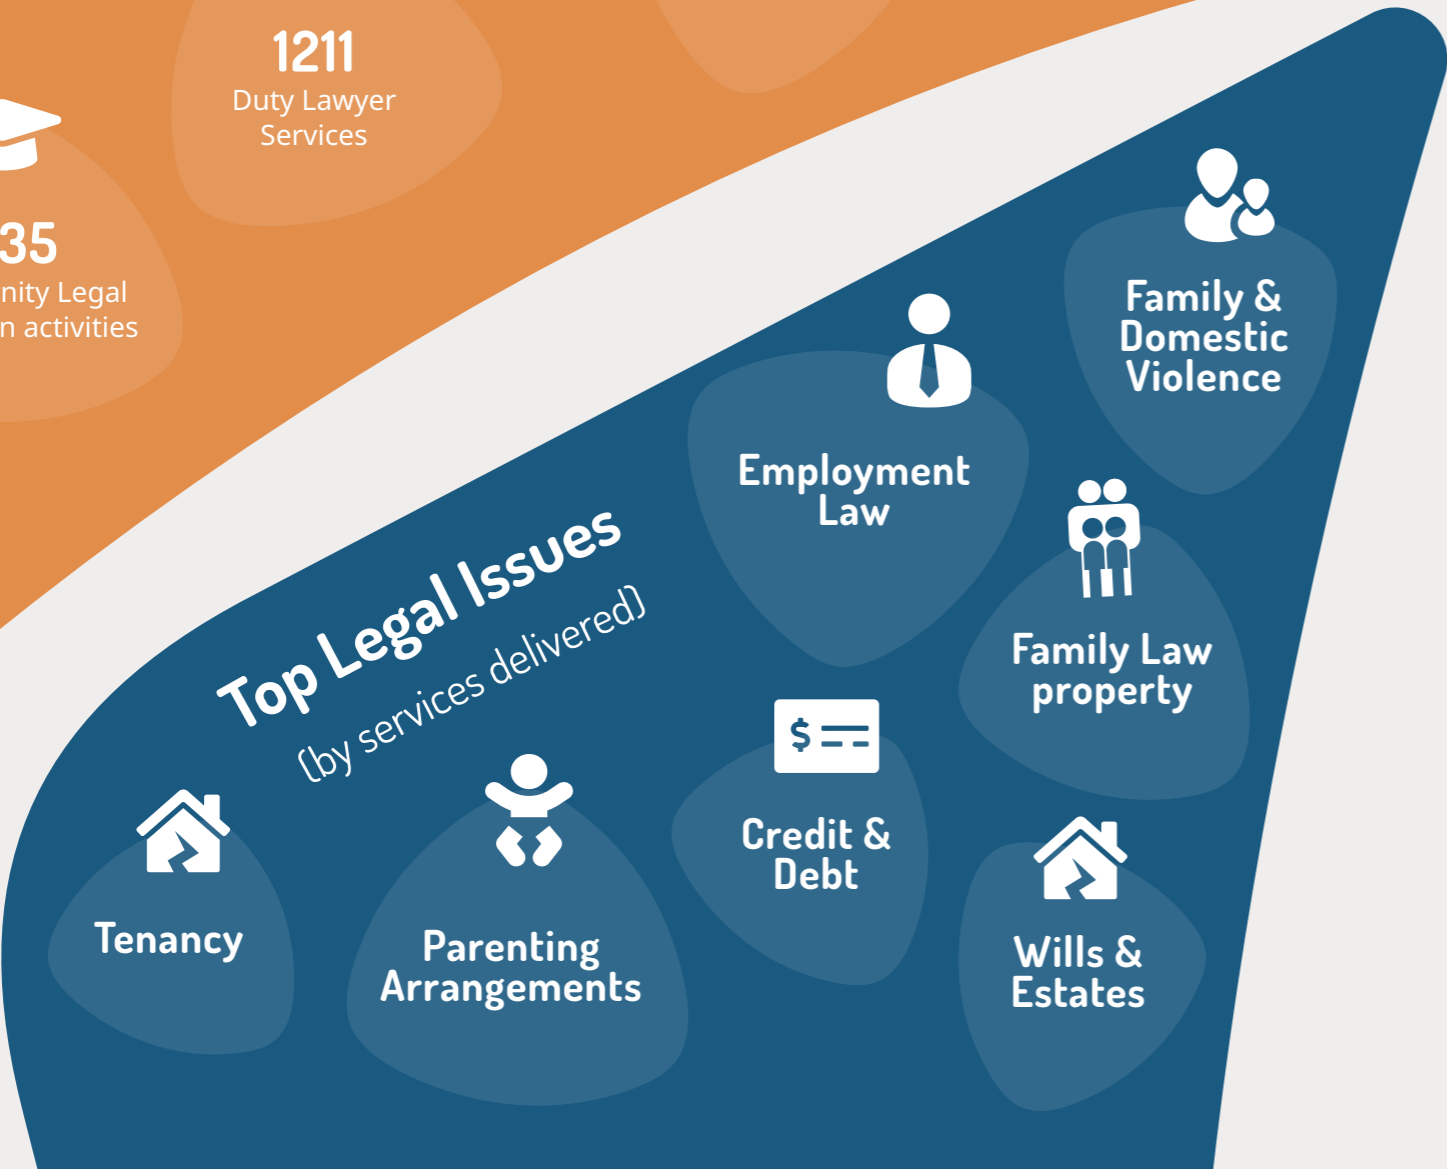 1211
Duty Lawyer
Services
35
nity Legal
n activities
Family &
Domestic
Violence
Employment
Law
Top Legal Issues
(by services delivered)
Family Law
property
$
Credit &
Debt
Tenancy
Parenting
Arrangements
Wills &
Estates